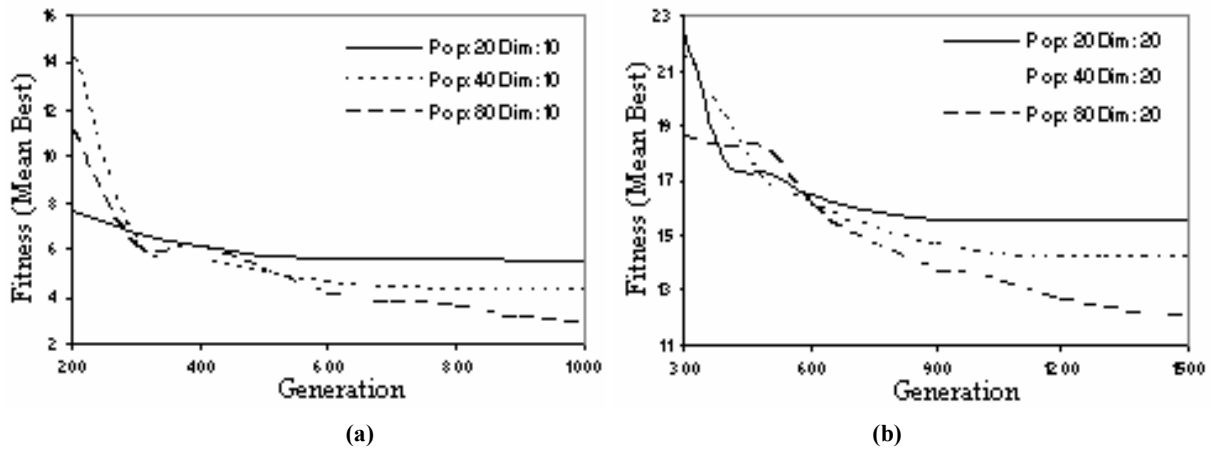 16
14
12
10
8
6
4
2
200
400
600
800
1000
Fitness (Mean Best)
Generation
Pop: 20 Dim: 10
Pop: 40 Dim: 10
Pop: 80 Dim: 10
(a)
23
21
19
17
15
13
11
300
600
900
1200
1500
Fitness (Mean Best)
Generation
Pop: 20 Dim: 20
Pop: 40 Dim: 20
Pop: 80 Dim: 20
(b)